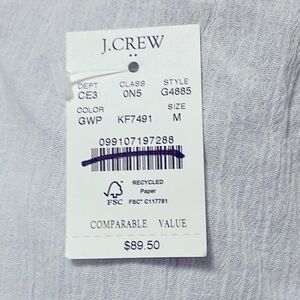 J.CREW
DEPT CLASS STYLE
CE3 0N5 G4885
COLOR SIZE
GWP KF7491 M
099107197288
FSC
RECYCLED
Paper
FSC® C117781
COMPARABLE VALUE
$89.50